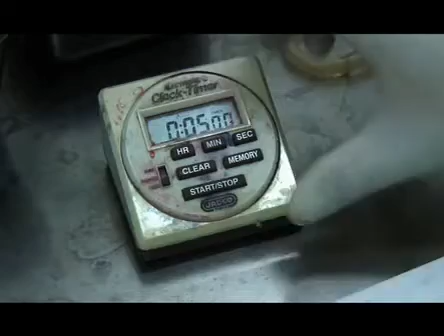 Clock-Timer
0:05 00
HR MIN SEC
CLEAR MEMORY
START/STOP